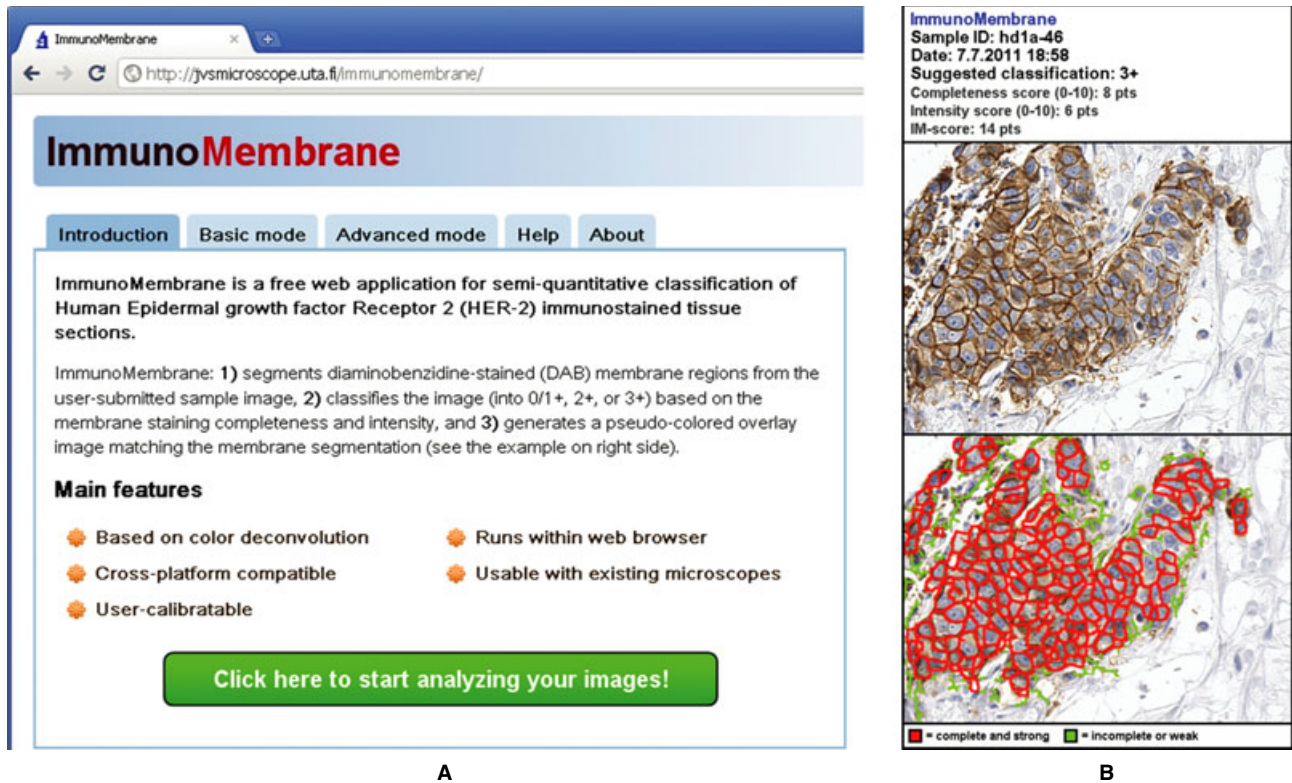 ImmunoMembrane
http://jvsmicroscope.uta.fi/immunomembrane/
ImmunoMembrane
Introduction Basic mode Advanced mode Help About
ImmunoMembrane is a free web application for semi-quantitative classification of
Human Epidermal growth factor Receptor 2 (HER-2) immunostained tissue
sections.
ImmunoMembrane: 1) segments diaminobenzidine-stained (DAB) membrane regions from the
user-submitted sample image, 2) classifies the image (into 0/1+, 2+, or 3+) based on the
membrane staining completeness and intensity, and 3) generates a pseudo-colored overlay
image matching the membrane segmentation (see the example on right side).
Main features
Based on color deconvolution
Cross-platform compatible
User-calibratable
Runs within web browser
Usable with existing microscopes
Click here to start analyzing your images!
A
ImmunoMembrane
Sample ID: hd1a-46
Date: 7.7.2011 18:58
Suggested classification: 3+
Completeness score (0-10): 8 pts
Intensity score (0-10): 6 pts
IM-score: 14 pts
= complete and strong = incomplete or weak
B